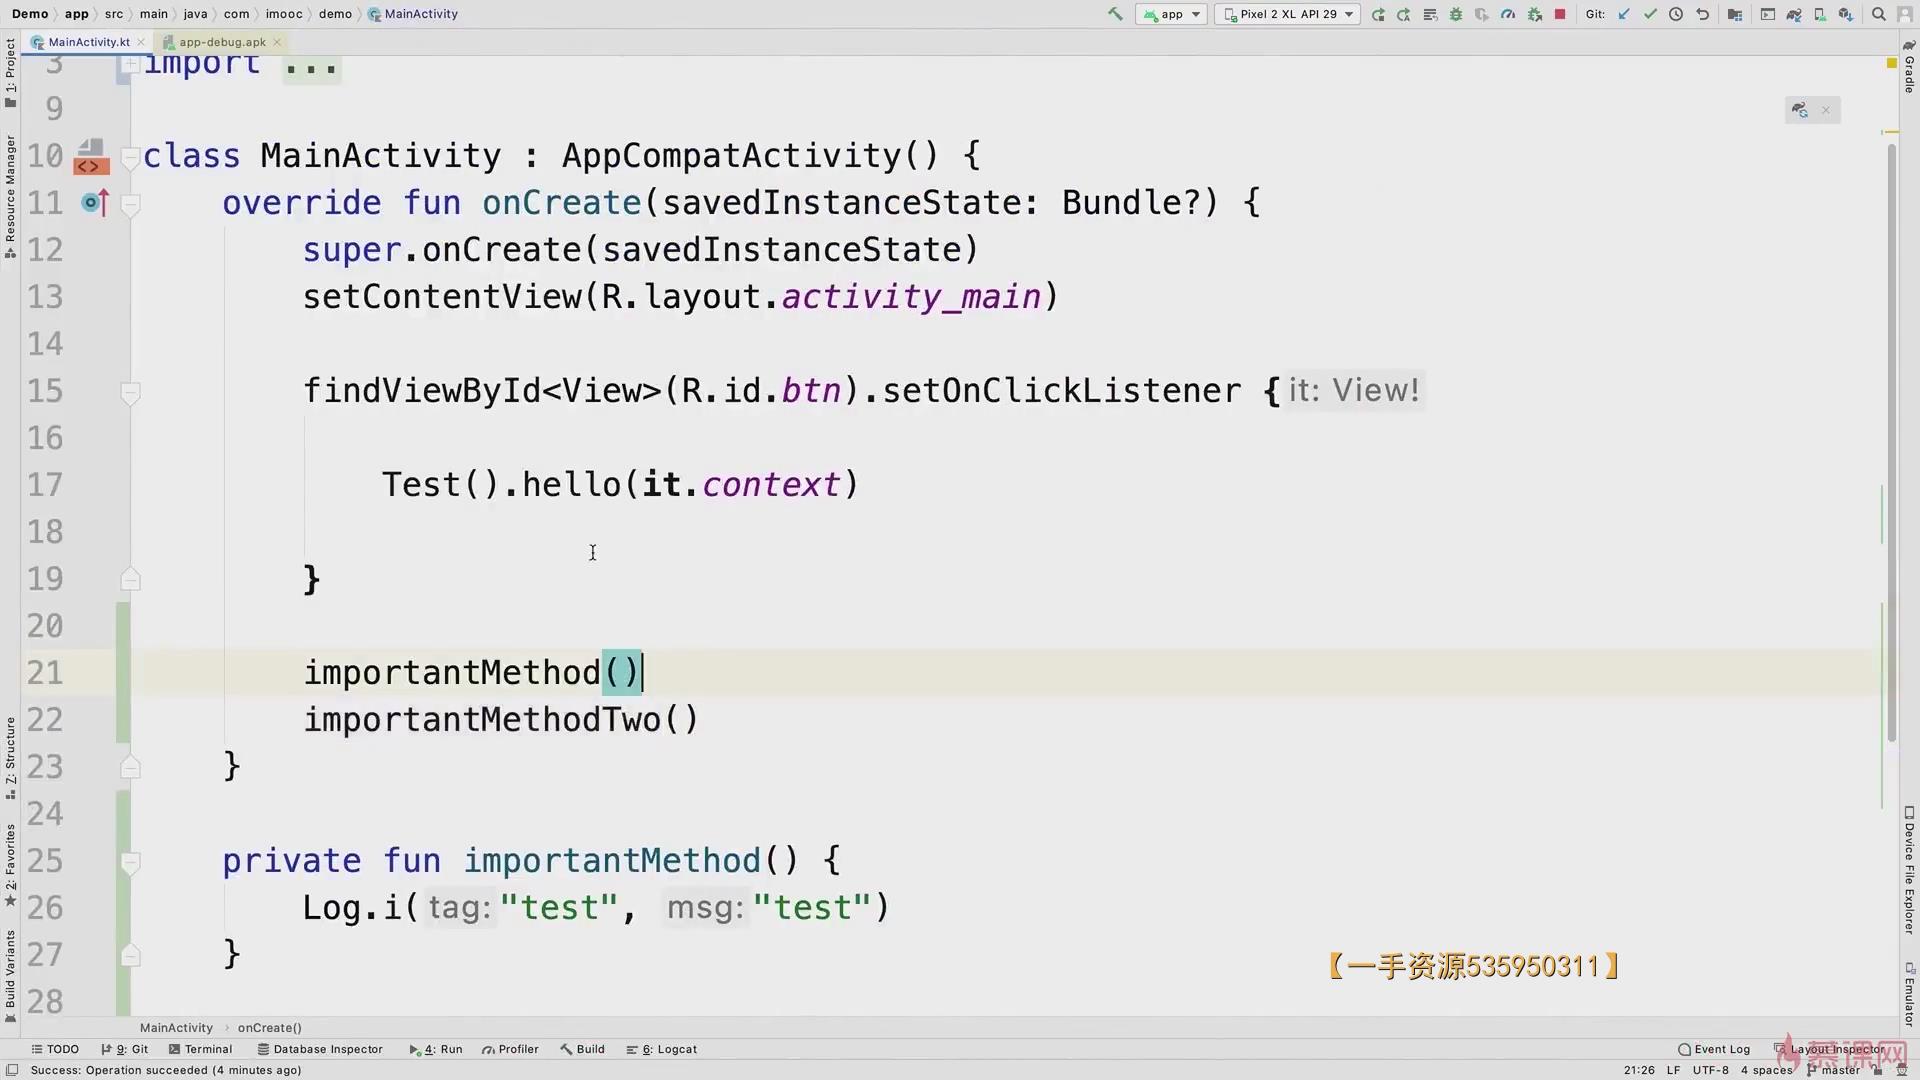 Demo app src main java com imooc demo MainActivity
app Pixel 2 XL API 29 Git:
MainActivity.kt app-debug.apk
3 import ...
9
10 class MainActivity : AppCompatActivity() {
11 override fun onCreate(savedInstanceState: Bundle?) {
12 super.onCreate(savedInstanceState)
13 setContentView(R.layout.activity_main)
14
15 findViewById<View>(R.id.btn).setOnClickListener { it: View!
16
17 Test().hello(it.context)
18
19 }
20
21 importantMethod()
22 importantMethodTwo()
23 }
24
25 private fun importantMethod() {
26 Log.i( tag: "test", msg: "test")
27 }
28
1: Project
Resource Manager
Z: Structure
2: Favorites
Build Variants
Gradle
Device File Explorer
Emulator
【一手资源535950311】
MainActivity › onCreate()
TODO 9: Git Terminal Database Inspector 4: Run Profiler Build 6: Logcat Event Log Layout Inspector
慕课网
Success: Operation succeeded (4 minutes ago) 21:26 LF UTF-8 4 spaces master